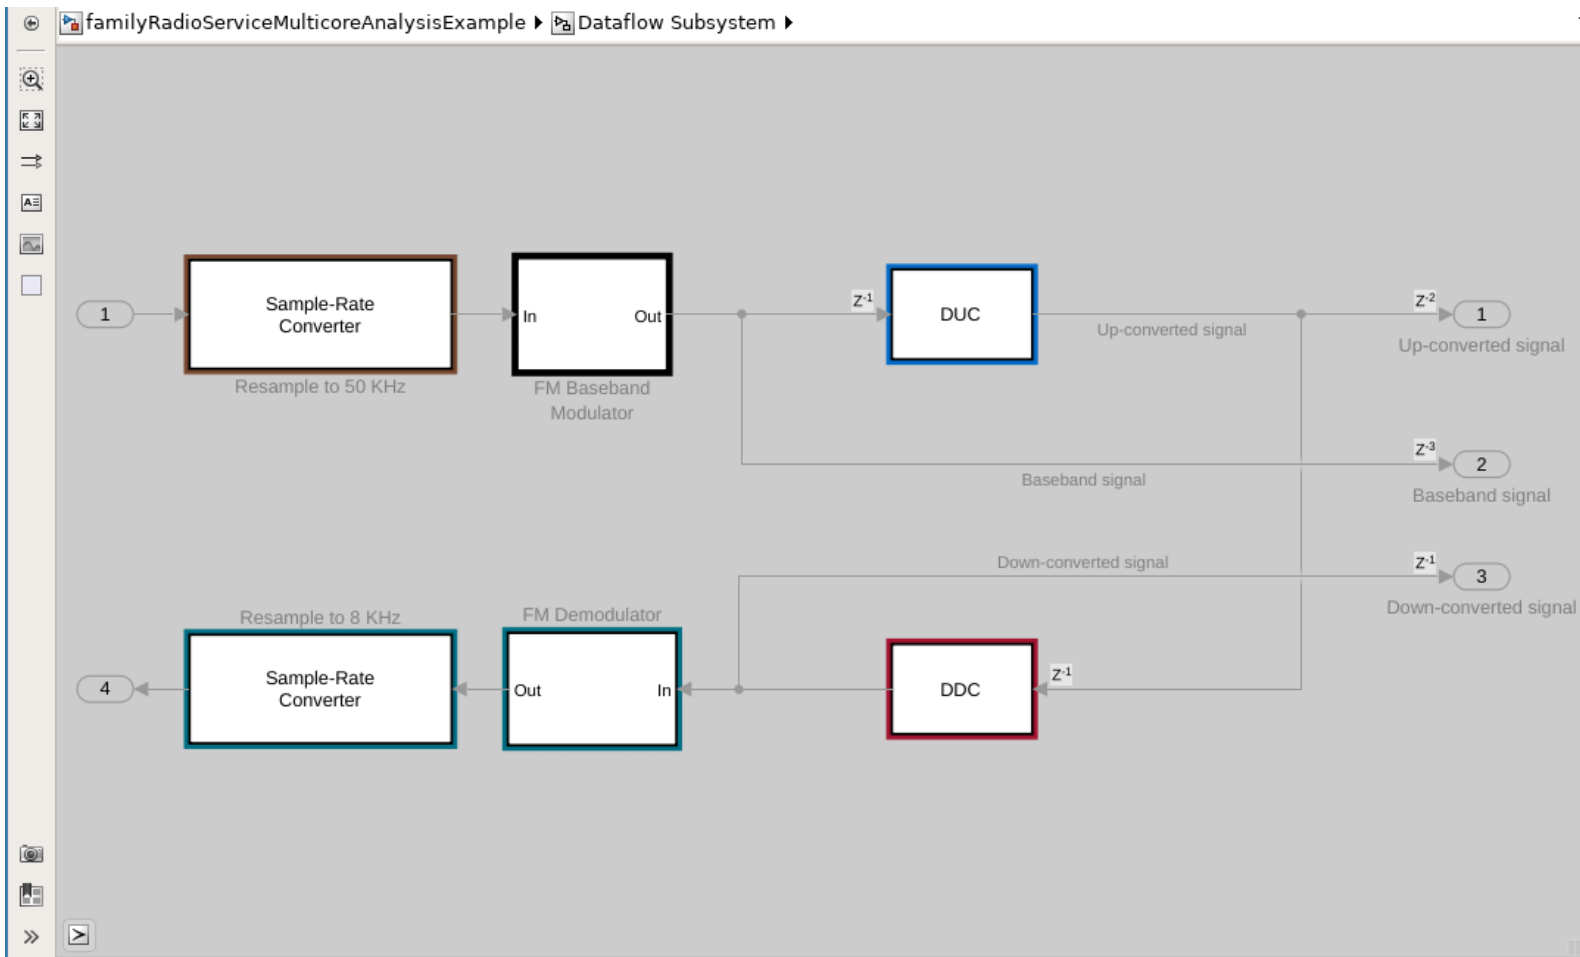 familyRadioServiceMulticoreAnalysisExample Dataflow Subsystem
A
1
Sample-Rate
Converter
Resample to 50 KHz
In
Out
FM Baseband
Modulator
Z-1
DUC
Up-converted signal
Z-2
1
Up-converted signal
Baseband signal
Z-3
2
Baseband signal
Down-converted signal
Z-1
3
Down-converted signal
4
Resample to 8 KHz
Sample-Rate
Converter
FM Demodulator
Out
In
DDC
Z-1